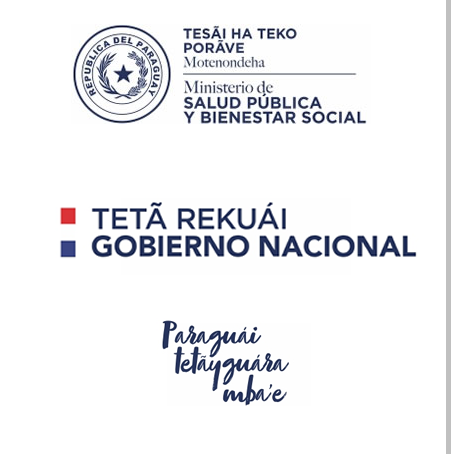 REPUBLICA DEL PARAGUAY
TESÃI HA TEKO
PORÃVE
Motenondeha
Ministerio de
SALUD PÚBLICA
Y BIENESTAR SOCIAL
TETÃ REKUÁI
GOBIERNO NACIONAL
Paraguái
tetãyguára
mba'e